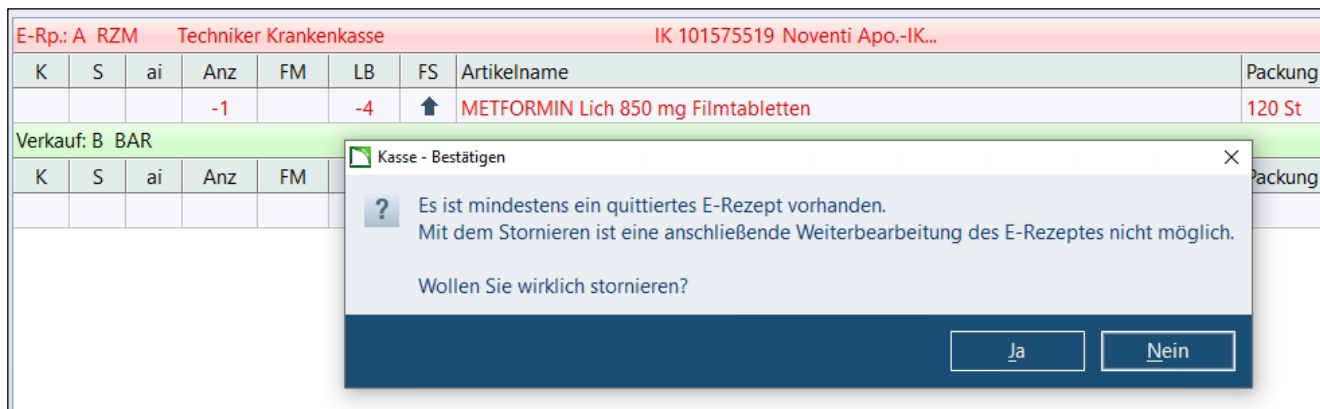 E-Rp.: A RZM Techniker Krankenkasse IK 101575519 Noventi Apo.-IK...
K S ai Anz FM LB FS Artikelname Packung
-1 -4 METFORMIN Lich 850 mg Filmtabletten 120 St
Verkauf: B BAR
K S ai Anz FM Packung
Kasse - Bestätigen
?
Es ist mindestens ein quittiertes E-Rezept vorhanden.
Mit dem Stornieren ist eine anschließende Weiterbearbeitung des E-Rezeptes nicht möglich.
Wollen Sie wirklich stornieren?
Ja Nein